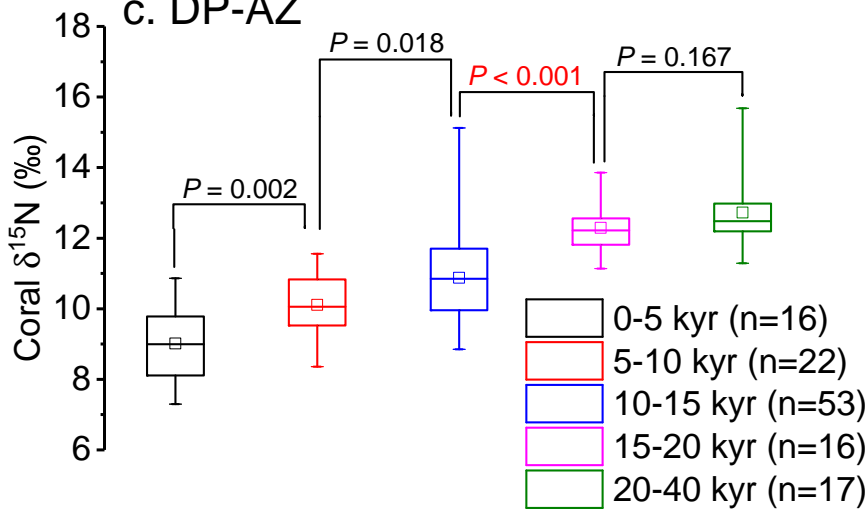 c. DP-AZ
18
16
14
12
10
8
6
Coral δ¹⁵N (‰)
P = 0.002
P = 0.018
P < 0.001
P = 0.167
0-5 kyr (n=16)
5-10 kyr (n=22)
10-15 kyr (n=53)
15-20 kyr (n=16)
20-40 kyr (n=17)